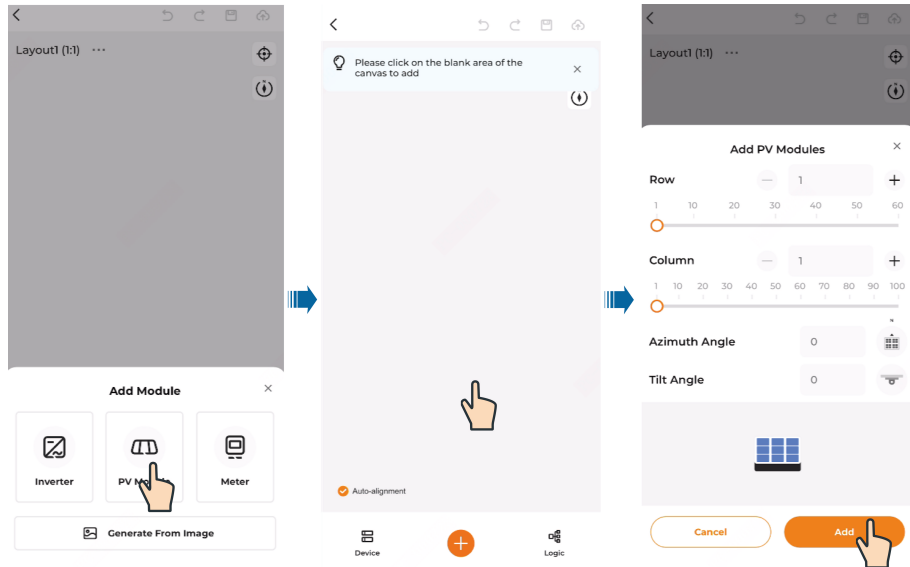 Layout1 (1:1) ···
Add Module
Inverter
PV Module
Meter
Generate From Image
Please click on the blank area of the
canvas to add
Auto-alignment
Device
Logic
Layout1 (1:1) ···
Add PV Modules
Row
1
1 10 20 30 40 50 60
Column
1
1 10 20 30 40 50 60 70 80 90 100
Azimuth Angle
0
N
Tilt Angle
0
Cancel
Add